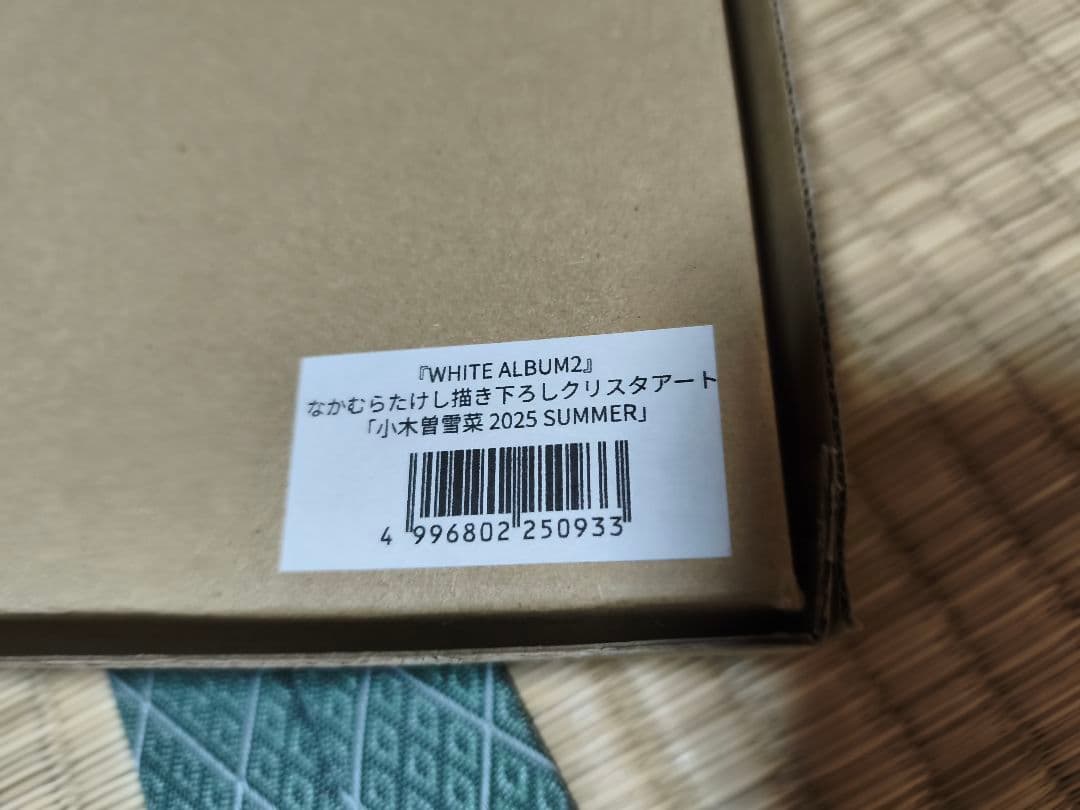 『WHITE ALBUM2』
なかむらたけし描き下ろしクリスタアート
「小木曽雪菜 2025 SUMMER」
4 996802 250933